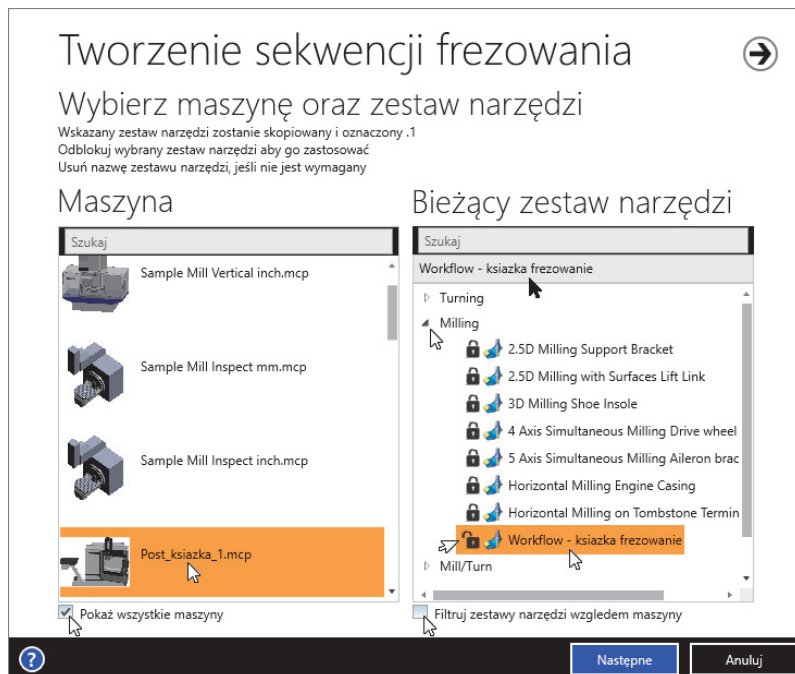 Tworzenie sekwencji frezowania
Wybierz maszynę oraz zestaw narzędzi
Wskazany zestaw narzędzi zostanie skopiowany i oznaczony .1
Odblokuj wybrany zestaw narzędzi aby go zastosować
Usuń nazwę zestawu narzędzi, jeśli nie jest wymagany
Maszyna
Szukaj
Sample Mill Vertical inch.mcp
Sample Mill Inspect mm.mcp
Sample Mill Inspect inch.mcp
Post_ksiazka_1.mcp
Pokaż wszystkie maszyny
Bieżący zestaw narzędzi
Szukaj
Workflow - ksiazka frezowanie
Turning
Milling
2.5D Milling Support Bracket
2.5D Milling with Surfaces Lift Link
3D Milling Shoe Insole
4 Axis Simultaneous Milling Drive wheel
5 Axis Simultaneous Milling Aileron brac
Horizontal Milling Engine Casing
Horizontal Milling on Tombstone Termin
Workflow - ksiazka frezowanie
Mill/Turn
Filtruj zestawy narzędzi względem maszyny
?
Następne
Anuluj